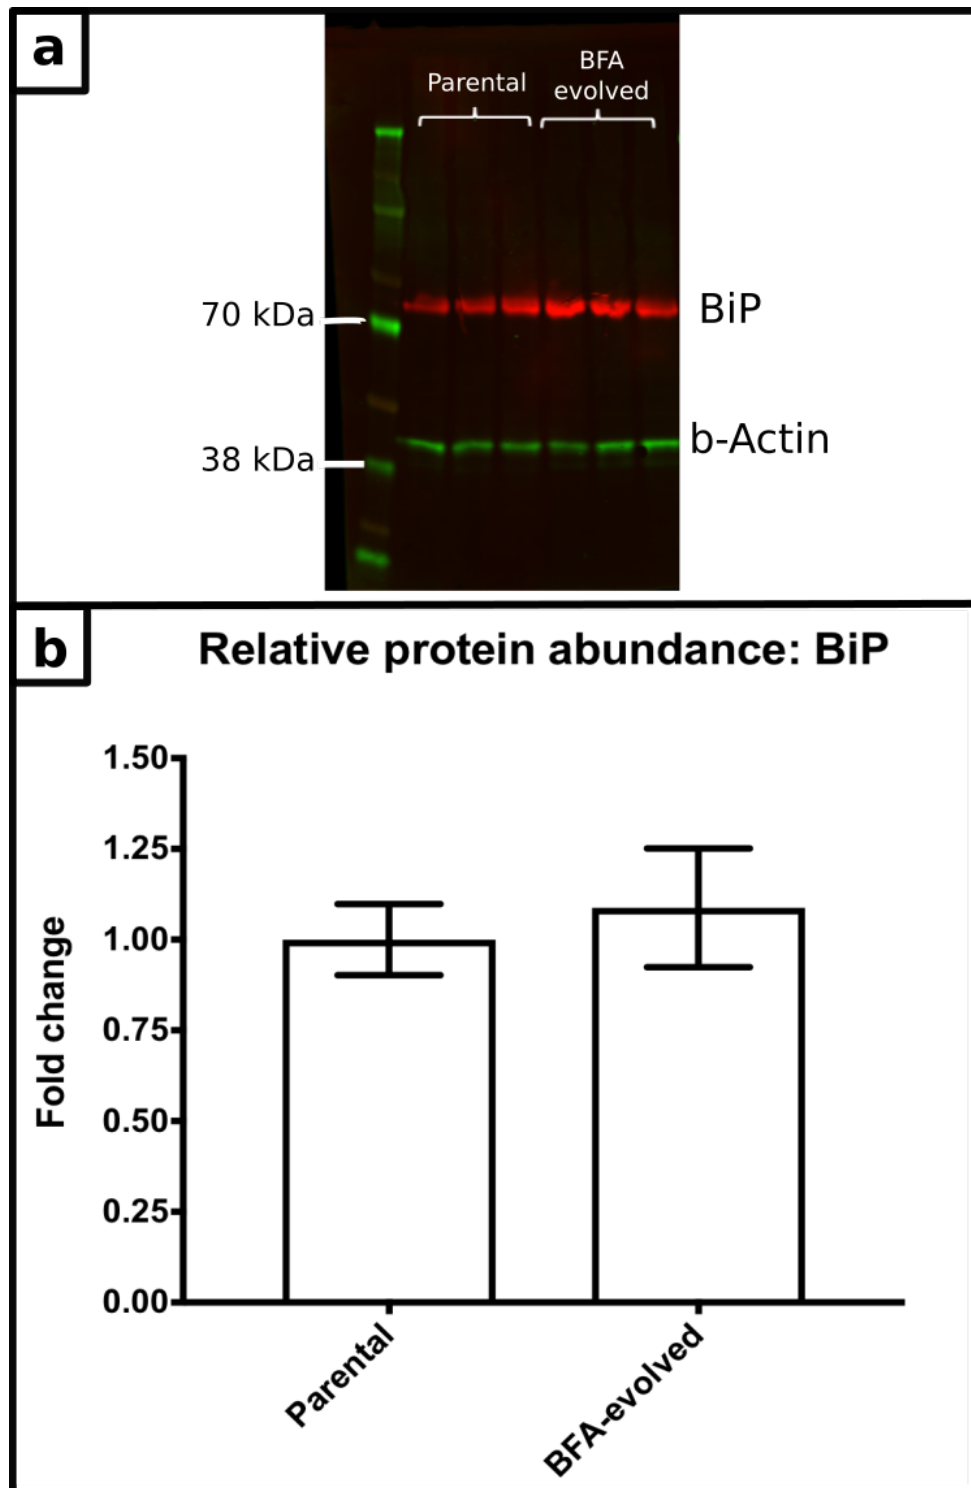 a
Parental
BFA
evolved
70 kDa
BiP
b-Actin
38 kDa
b
Relative protein abundance: BiP
1.50
1.25
1.00
0.75
0.50
0.25
0.00
Fold change
Parental
BFA-evolved